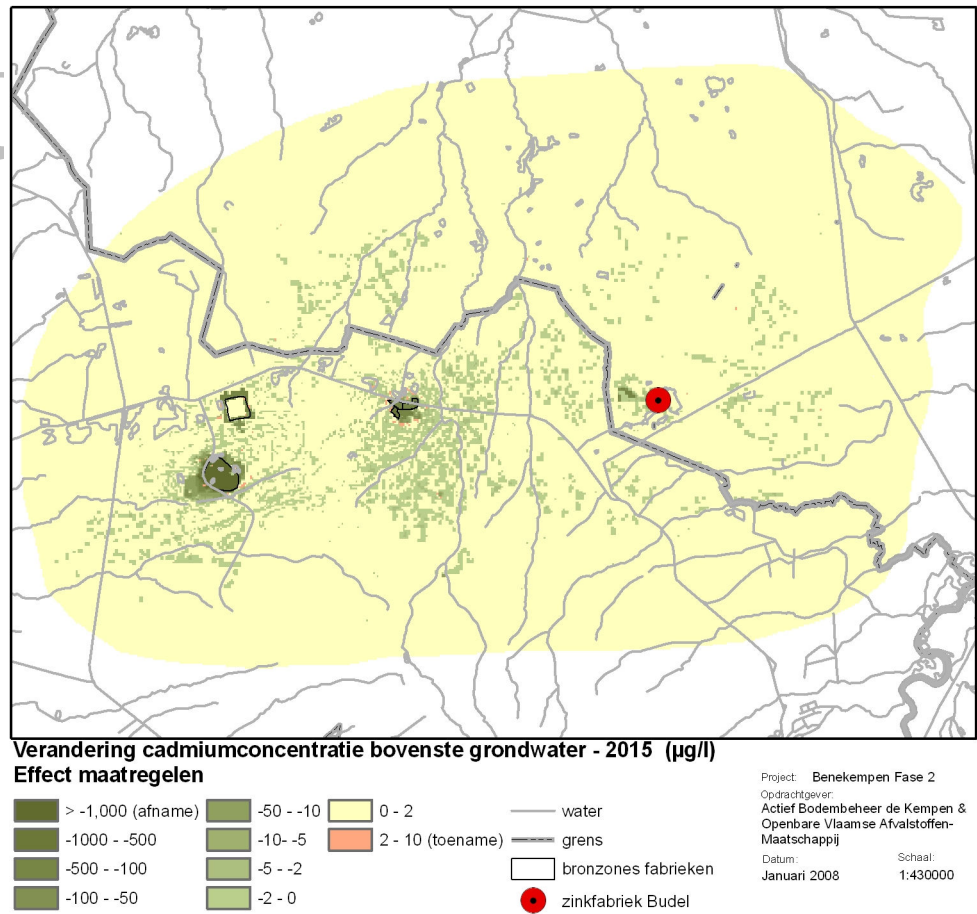 Verandering cadmiumconcentratie bovenste grondwater - 2015 (µg/l)
Effect maatregelen
> -1,000 (afname)
-1000 - -500
-500 - -100
-100 - -50
-50 - -10
-10- -5
-5 - -2
-2 - 0
0 - 2
2 - 10 (toename)
water
grens
bronzones fabrieken
zinkfabriek Budel
Project: Benekempen Fase 2
Opdrachtgever:
Actief Bodembeheer de Kempen &
Openbare Vlaamse Afvalstoffen-
Maatschappij
Datum: Schaal:
Januari 2008 1:430000